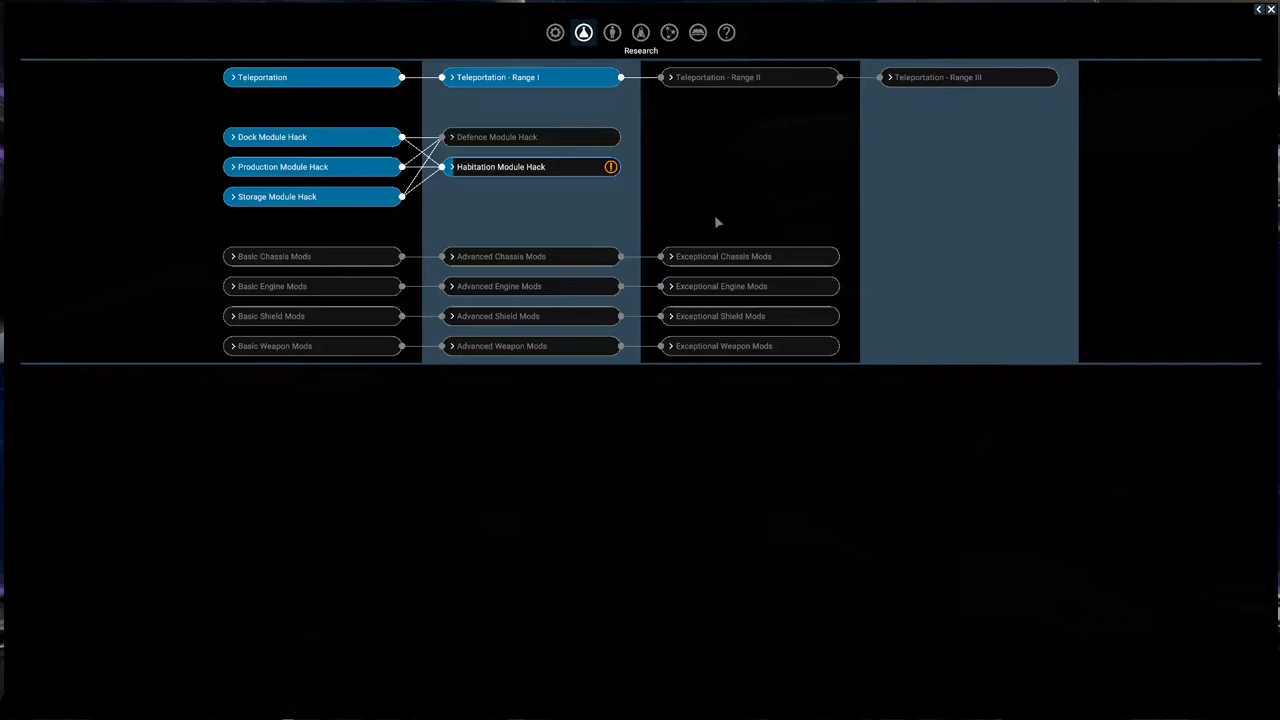 Research
Teleportation
Teleportation - Range I
Teleportation - Range II
Teleportation - Range III
Dock Module Hack
Defence Module Hack
Production Module Hack
Habitation Module Hack
Storage Module Hack
Basic Chassis Mods
Advanced Chassis Mods
Exceptional Chassis Mods
Basic Engine Mods
Advanced Engine Mods
Exceptional Engine Mods
Basic Shield Mods
Advanced Shield Mods
Exceptional Shield Mods
Basic Weapon Mods
Advanced Weapon Mods
Exceptional Weapon Mods